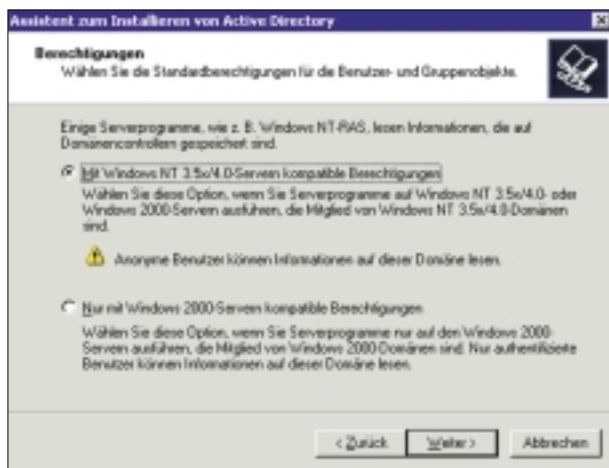 Assistent zum Installieren von Active Directory
Berechtigungen
Wählen Sie die Standardberechtigungen für die Benutzer- und Gruppenobjekte.
Einige Serverprogramme, wie z. B. Windows NT-RAS, lesen Informationen, die auf
Domänencontrollern gespeichert sind.
Mit Windows NT 3.5x/4.0-Servern kompatible Berechtigungen
Wählen Sie diese Option, wenn Sie Serverprogramme auf Windows NT 3.5x/4.0- oder
Windows 2000-Servern ausführen, die Mitglied von Windows NT 3.5x/4.0-Domänen
sind.
Anonyme Benutzer können Informationen auf dieser Domäne lesen.
Nur mit Windows 2000-Servern kompatible Berechtigungen
Wählen Sie diese Option, wenn Sie Serverprogramme nur auf den Windows 2000-
Servern ausführen, die Mitglied von Windows 2000-Domänen sind. Nur authentifizierte
Benutzer können Informationen auf dieser Domäne lesen.
< Zurück
Weiter >
Abbrechen